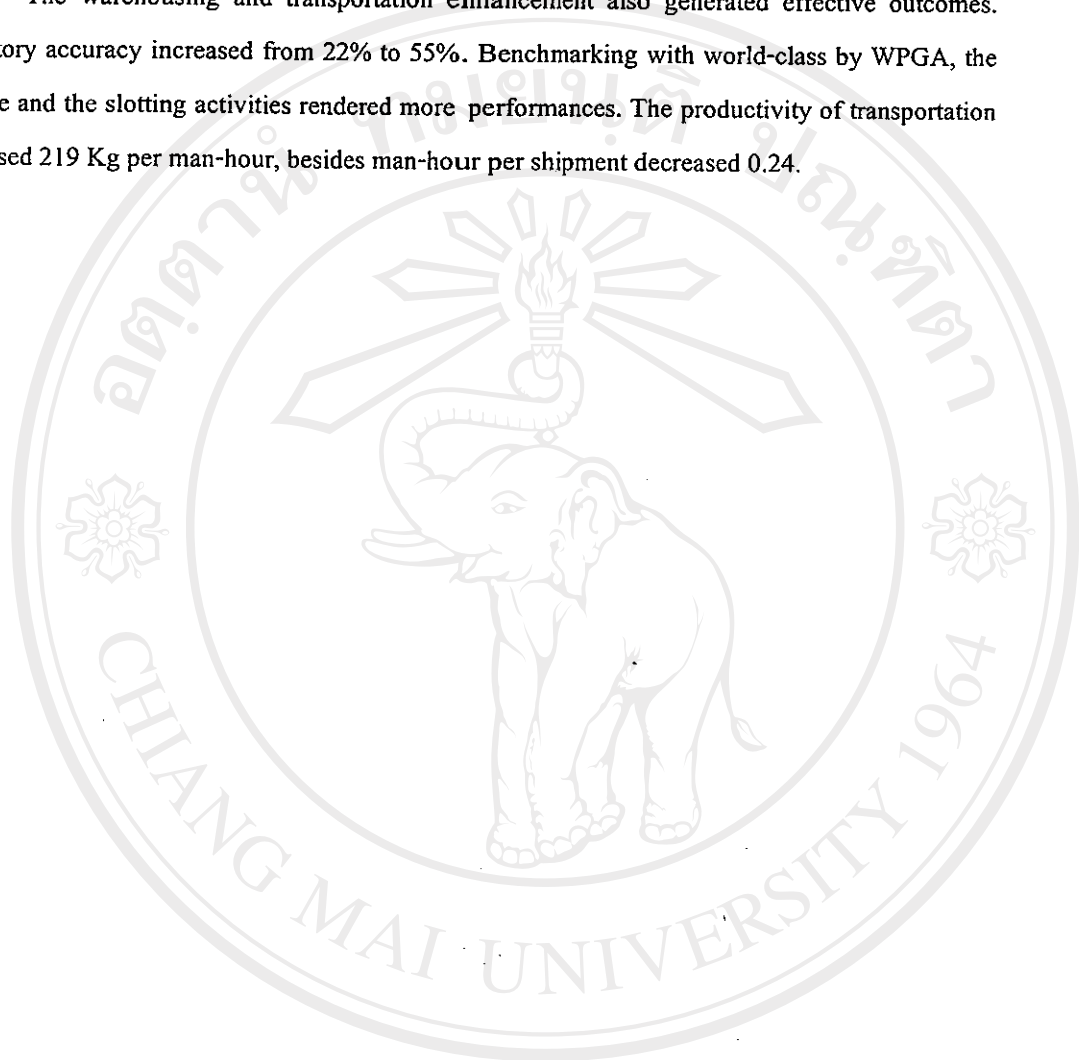 The warehousing and transportation enhancement also generated effective outcomes.
tory accuracy increased from 22% to 55%. Benchmarking with world-class by WPGA, the
e and the slotting activities rendered more performances. The productivity of transportation
sed 219 Kg per man-hour, besides man-hour per shipment decreased 0.24.
CHIANG MAI UNIVERSITY 1964